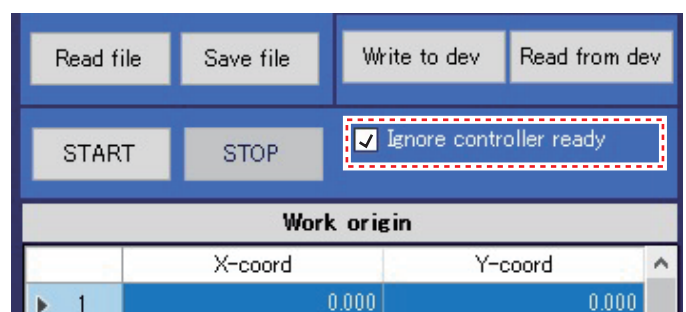 Read file Save file Write to dev Read from dev
START STOP Ignore controller ready
Work origin
X-coord Y-coord
1 0.000 0.000